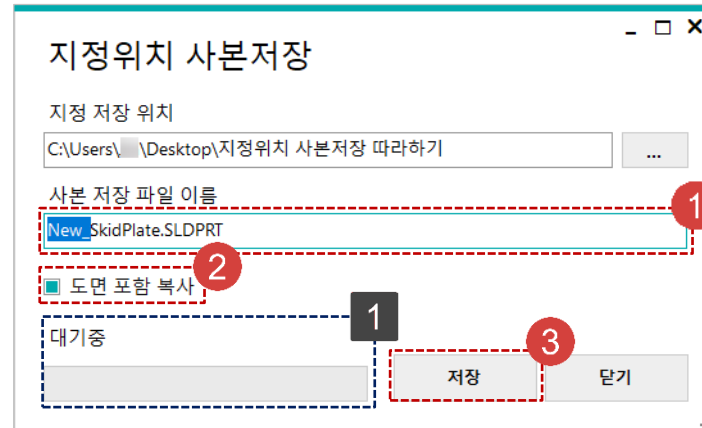 지정위치 사본저장
지정 저장 위치
C:\Users\ \Desktop\지정위치 사본저장 따라하기
...
사본 저장 파일 이름
1
New_SkidPlate.SLDPRT
2
도면 포함 복사
1
대기중
3
저장
닫기